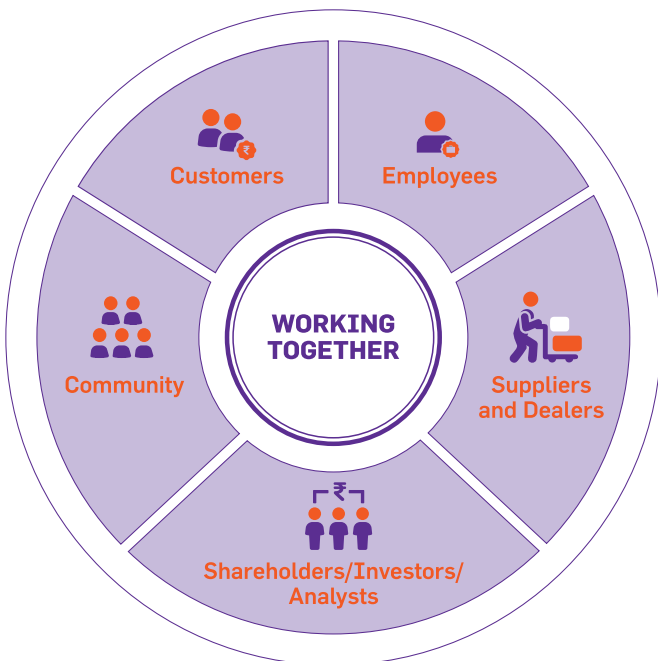 Customers
Employees
WORKING
TOGETHER
Community
Suppliers
and Dealers
₹
Shareholders/Investors/
Analysts